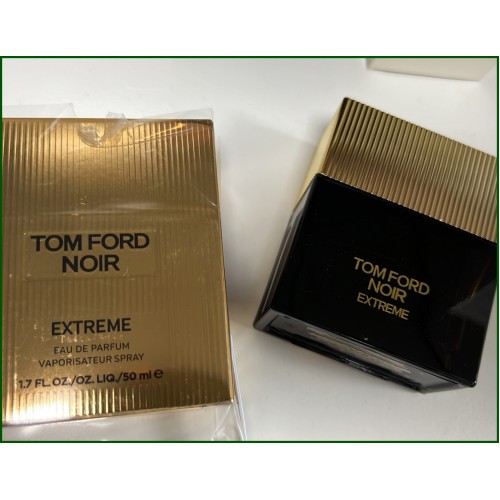 TOM FORD
NOIR
EXTREME
EAU DE PARFUM
VAPORISATEUR SPRAY
1.7 FL.OZ./OZ. LIQ./50 ml ℮
TOM FORD
NOIR
EXTREME